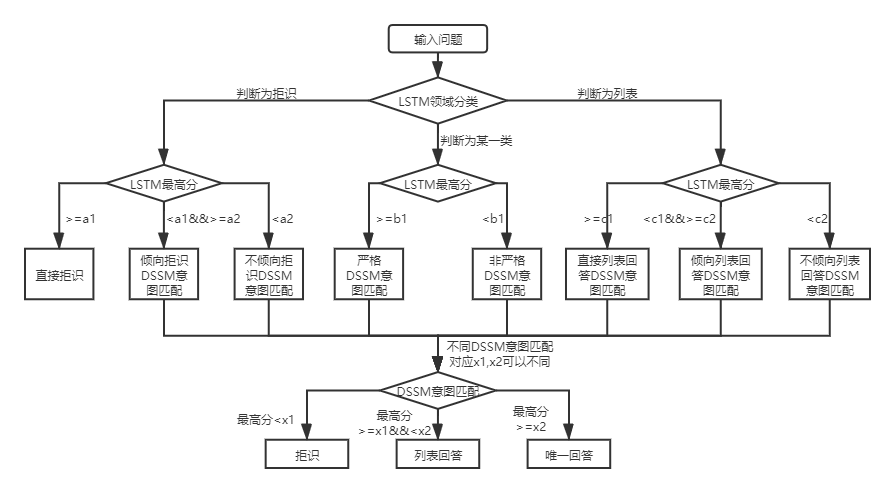 输入问题
LSTM领域分类
判断为拒识
判断为某一类
判断为列表
LSTM最高分
LSTM最高分
LSTM最高分
>=a1
<a1&&>=a2
<a2
>=b1
<b1
>=c1
<c1&&>=c2
<c2
直接拒识
倾向拒识
DSSM意
图匹配
不倾向拒
识DSSM
意图匹配
严格
DSSM意
图匹配
非严格
DSSM意
图匹配
直接列表回
答DSSM意
图匹配
倾向列表回
答DSSM意
图匹配
不倾向列表
回答DSSM
意图匹配
不同DSSM意图匹配
对应x1,x2可以不同
DSSM意图匹配
最高分<x1
最高分
>=x1&&<x2
最高分
>=x2
拒识
列表回答
唯一回答